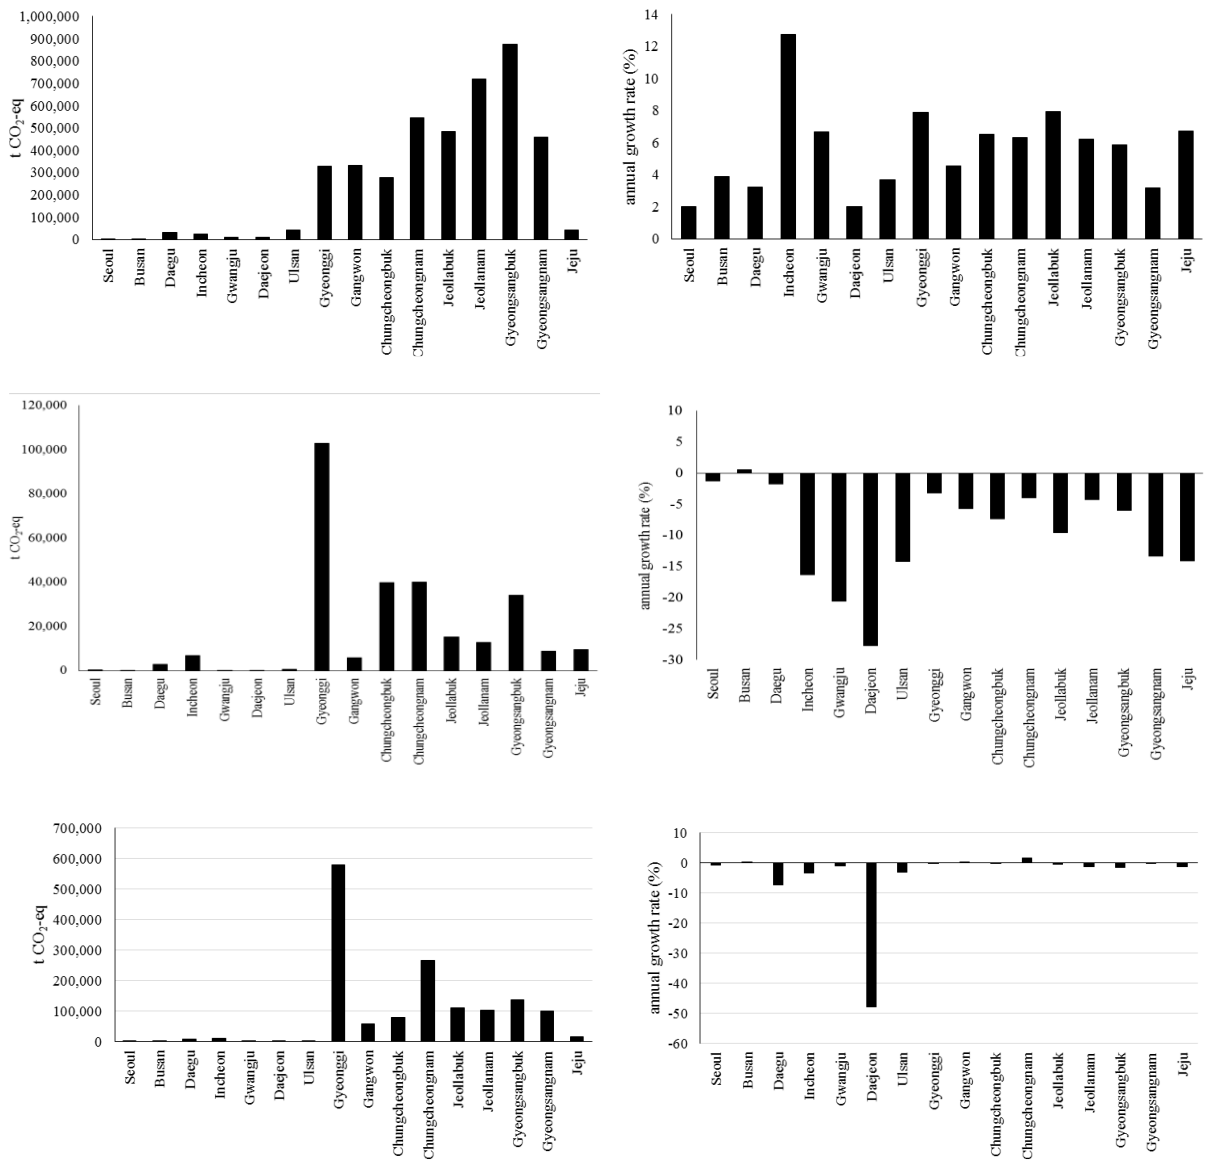 1,000,000
900,000
800,000
700,000
600,000
500,000
400,000
300,000
200,000
100,000
0
t CO2-eq
Seoul
Busan
Daegu
Incheon
Gwangju
Daejeon
Ulsan
Gyeonggi
Gangwon
Chungcheongbuk
Chungcheongnam
Jeollabuk
Jeollanam
Gyeongsangbuk
Gyeongsangnam
Jeju
14
12
10
8
6
4
2
0
annual growth rate (%)
Seoul
Busan
Daegu
Incheon
Gwangju
Daejeon
Ulsan
Gyeonggi
Gangwon
Chungcheongbuk
Chungcheongnam
Jeollabuk
Jeollanam
Gyeongsangbuk
Gyeongsangnam
Jeju
120,000
100,000
80,000
60,000
40,000
20,000
0
t CO2-eq
Seoul
Busan
Daegu
Incheon
Gwangju
Daejeon
Ulsan
Gyeonggi
Gangwon
Chungcheongbuk
Chungcheongnam
Jeollabuk
Jeollanam
Gyeongsangbuk
Gyeongsangnam
Jeju
10
5
0
-5
-10
-15
-20
-25
-30
annual growth rate (%)
Seoul
Busan
Daegu
Incheon
Gwangju
Daejeon
Ulsan
Gyeonggi
Gangwon
Chungcheongbuk
Chungcheongnam
Jeollabuk
Jeollanam
Gyeongsangbuk
Gyeongsangnam
Jeju
700,000
600,000
500,000
400,000
300,000
200,000
100,000
0
t CO2-eq
Seoul
Busan
Daegu
Incheon
Gwangju
Daejeon
Ulsan
Gyeonggi
Gangwon
Chungcheongbuk
Chungcheongnam
Jeollabuk
Jeollanam
Gyeongsangbuk
Gyeongsangnam
Jeju
10
0
-10
-20
-30
-40
-50
-60
annual growth rate (%)
Seoul
Busan
Daegu
Incheon
Gwangju
Daejeon
Ulsan
Gyeonggi
Gangwon
Chungcheongbuk
Chungcheongnam
Jeollabuk
Jeollanam
Gyeongsangbuk
Gyeongsangnam
Jeju